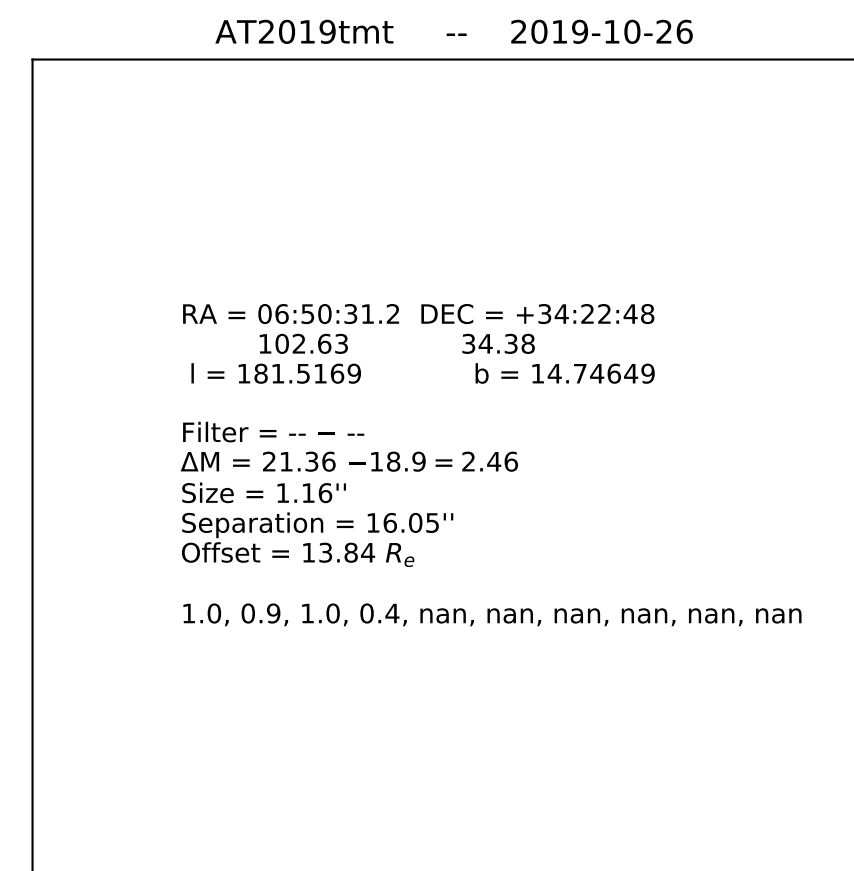 AT2019tmt -- 2019-10-26
RA = 06:50:31.2 DEC = +34:22:48
102.63 34.38
l = 181.5169 b = 14.74649
Filter = -- − --
ΔM = 21.36 −18.9 = 2.46
Size = 1.16''
Separation = 16.05''
Offset = 13.84 Rₑ
1.0, 0.9, 1.0, 0.4, nan, nan, nan, nan, nan, nan